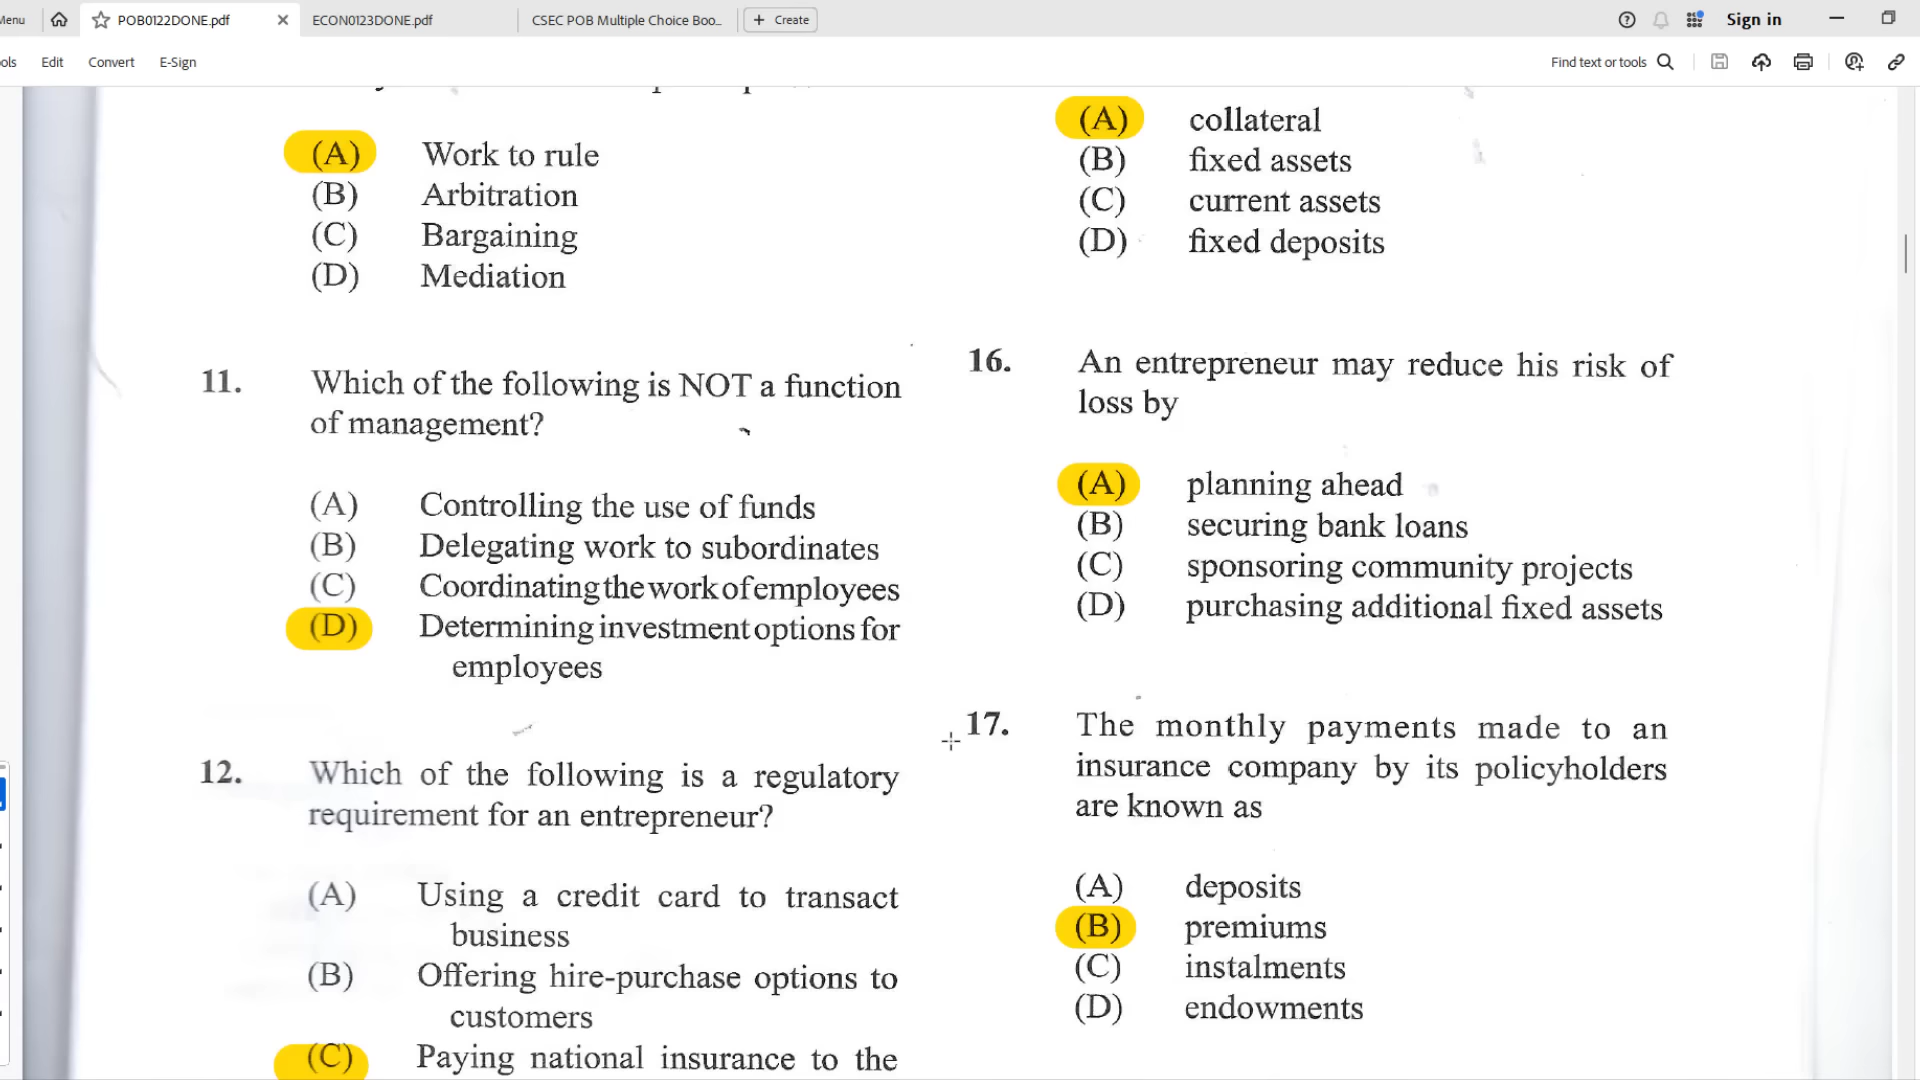 Menu
POB0122DONE.pdf
ECON0123DONE.pdf
CSEC POB Multiple Choice Boo...
+ Create
Sign in
Edit
Convert
E-Sign
Find text or tools
(A) Work to rule
(B) Arbitration
(C) Bargaining
(D) Mediation
11. Which of the following is NOT a function
of management?
(A) Controlling the use of funds
(B) Delegating work to subordinates
(C) Coordinating the work of employees
(D) Determining investment options for
employees
12. Which of the following is a regulatory
requirement for an entrepreneur?
(A) Using a credit card to transact
business
(B) Offering hire-purchase options to
customers
(C) Paying national insurance to the
(A) collateral
(B) fixed assets
(C) current assets
(D) fixed deposits
16. An entrepreneur may reduce his risk of
loss by
(A) planning ahead
(B) securing bank loans
(C) sponsoring community projects
(D) purchasing additional fixed assets
17. The monthly payments made to an
insurance company by its policyholders
are known as
(A) deposits
(B) premiums
(C) instalments
(D) endowments